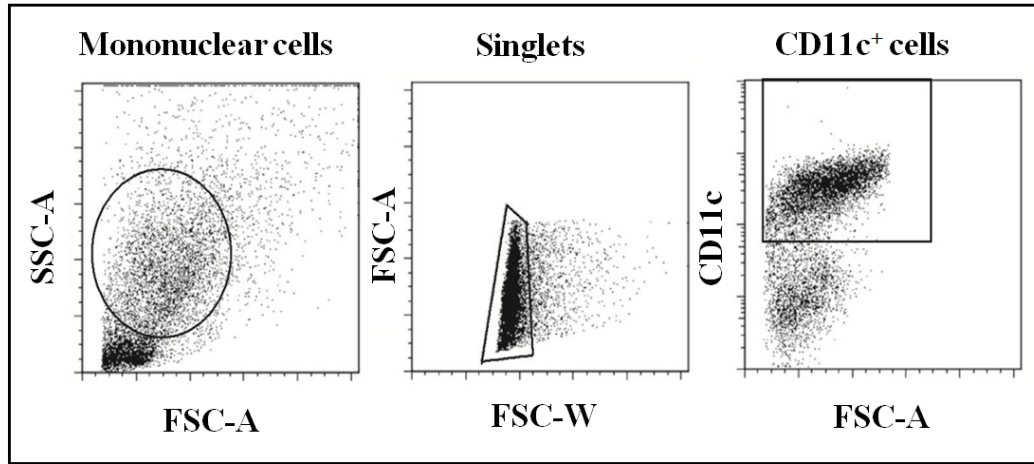 Mononuclear cells
Singlets
CD11c⁺ cells
SSC-A
FSC-A
FSC-A
FSC-W
CD11c
FSC-A